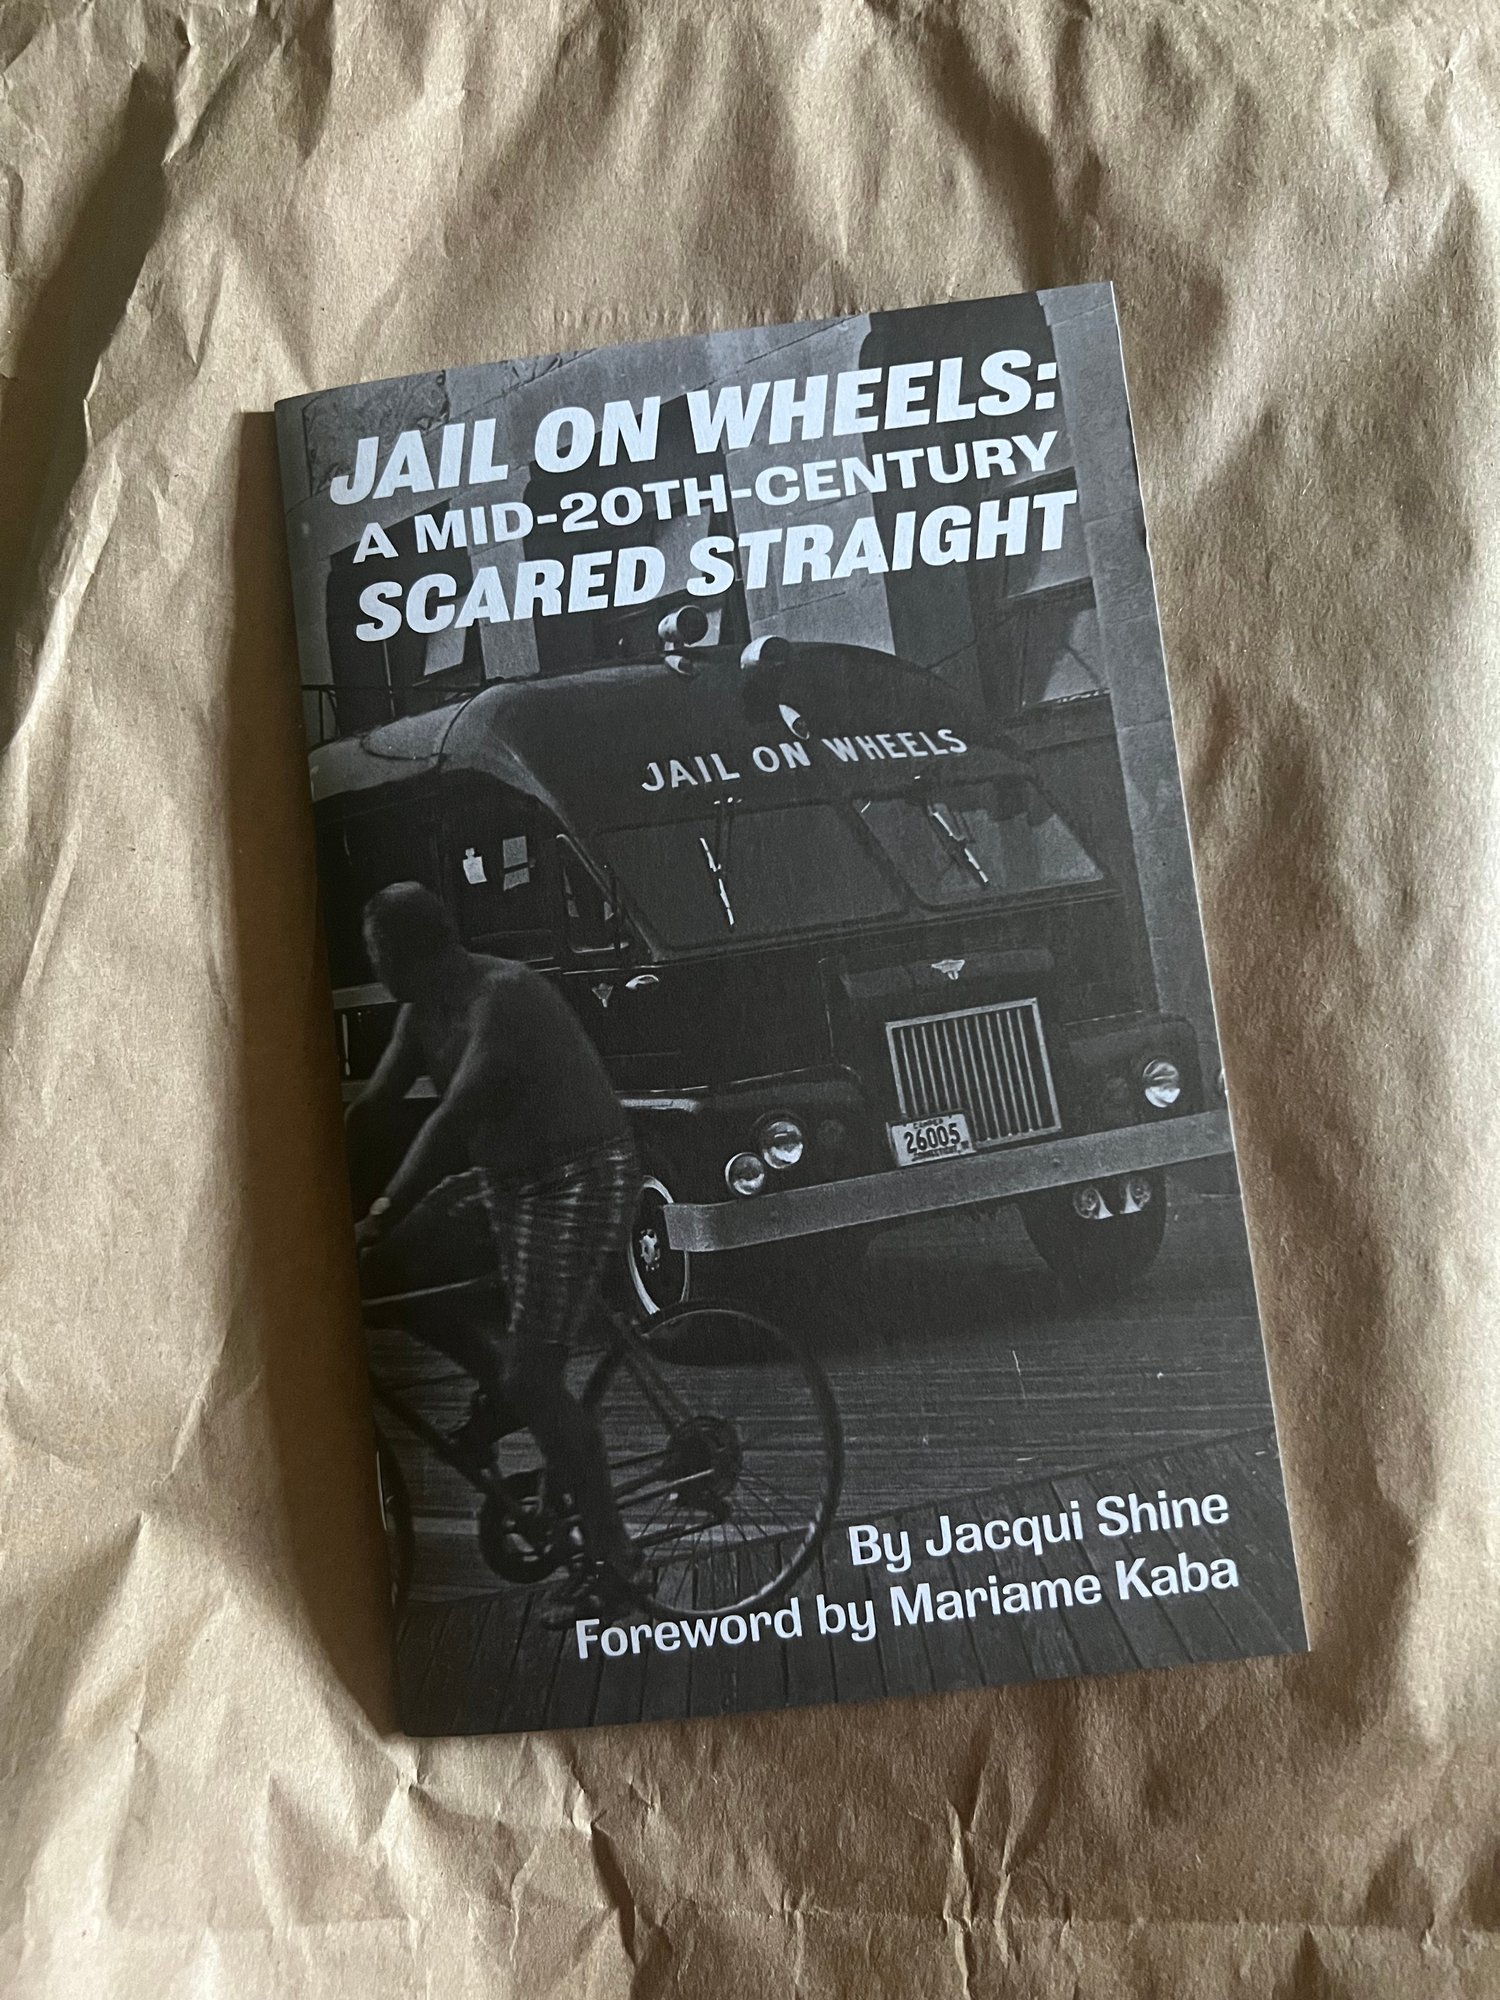 JAIL ON WHEELS:
A MID-20TH-CENTURY
SCARED STRAIGHT
JAIL ON WHEELS
26005
By Jacqui Shine
Foreword by Mariame Kaba